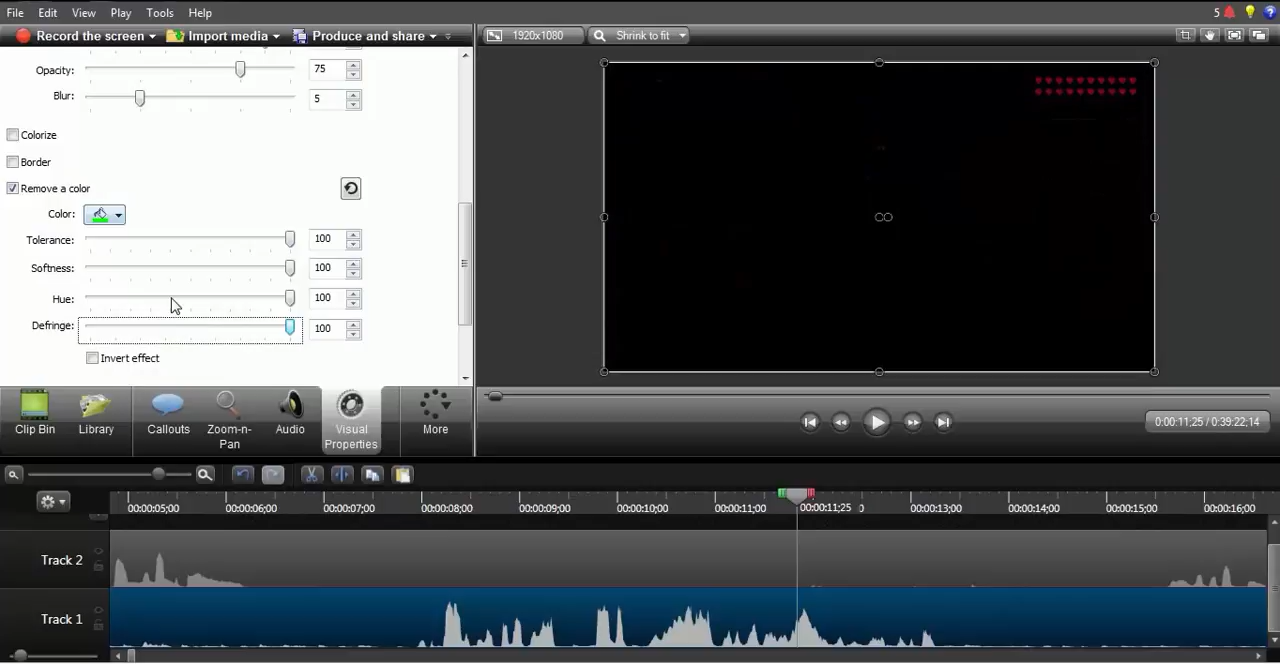 File Edit View Play Tools Help 5
Record the screen Import media Produce and share 1920x1080 Shrink to fit
Opacity: 75
Blur: 5
Colorize
Border
Remove a color
Color:
Tolerance: 100
Softness: 100
Hue: 100
Defringe: 100
Invert effect
Clip Bin Library Callouts Zoom-n-Pan Audio Visual Properties More
0:00:11;25 / 0:39:22;14
00:00:05;00 00:00:06;00 00:00:07;00 00:00:08;00 00:00:09;00 00:00:10;00 00:00:11;00 00:00:11;25 0 00:00:13;00 00:00:14;00 00:00:15;00 00:00:16;00
Track 2
Track 1